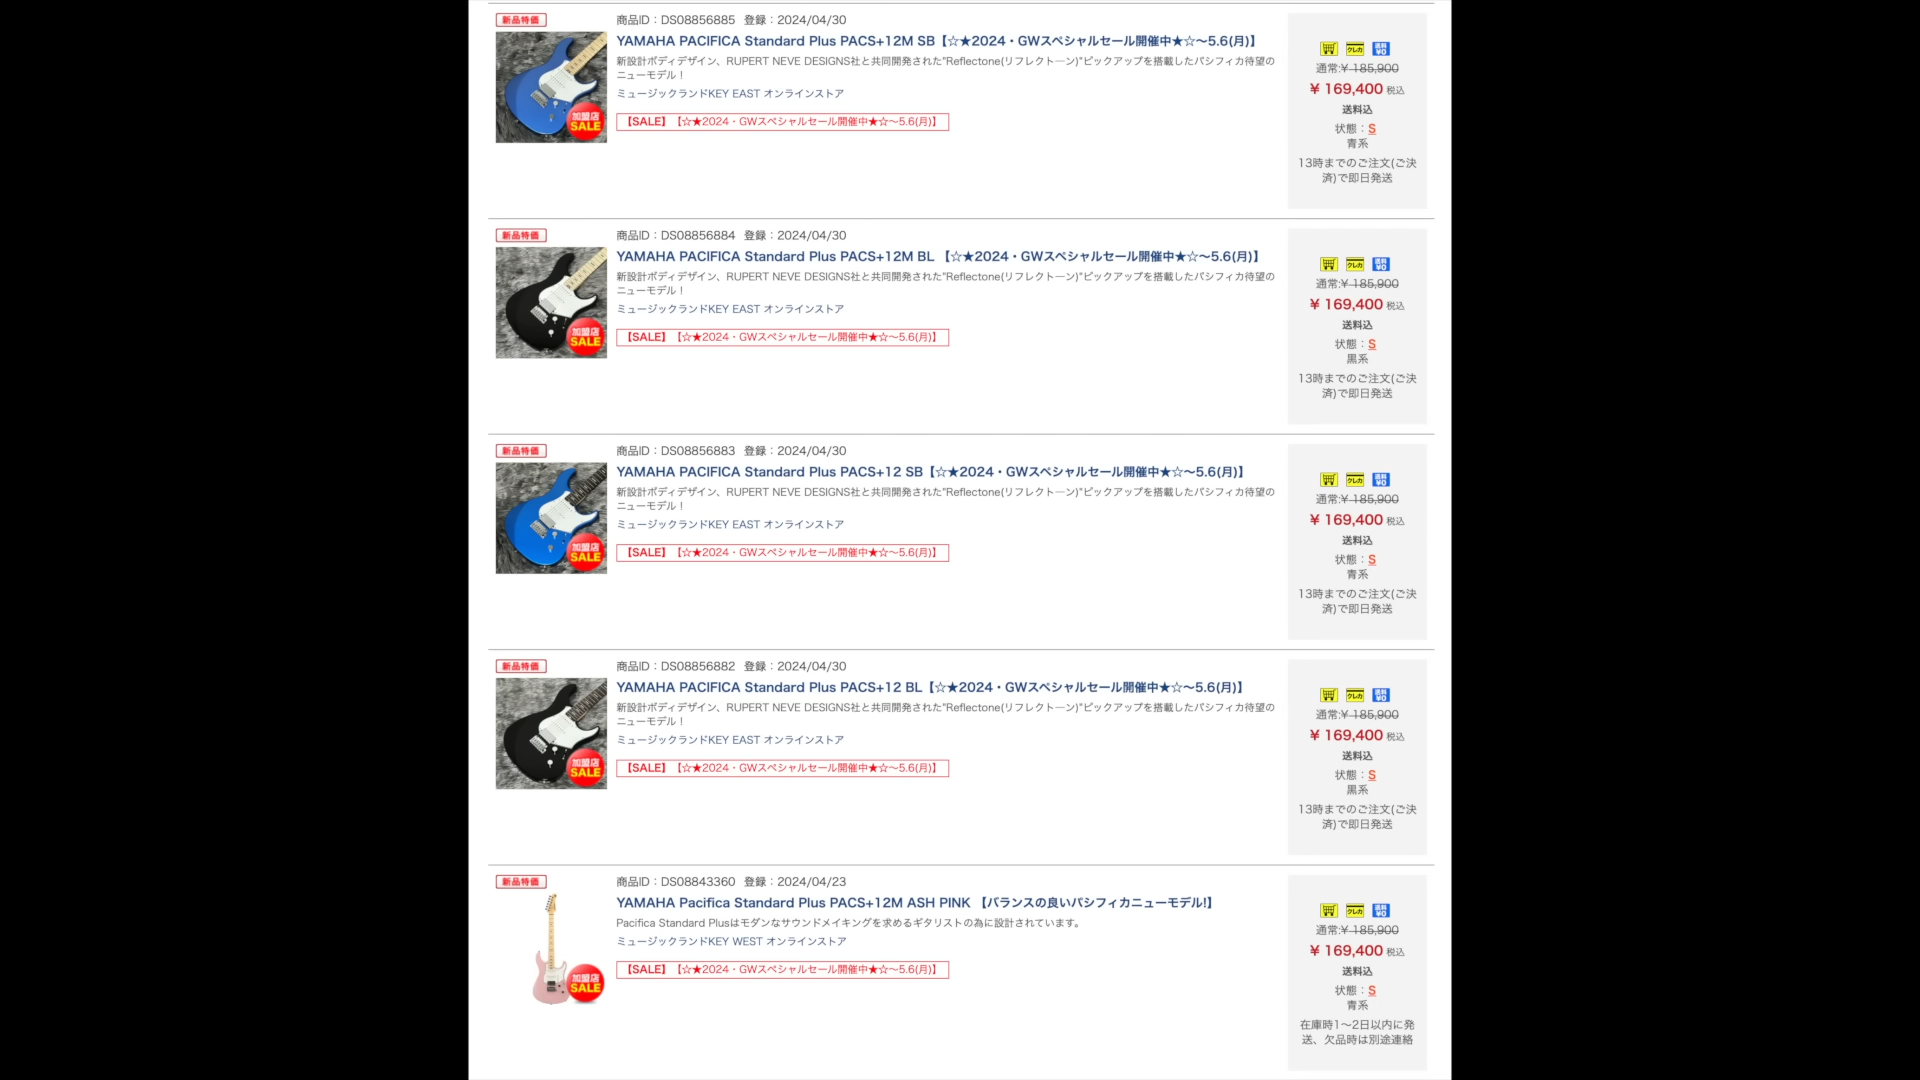 新品特価
商品ID：DS08856885 登録：2024/04/30
YAMAHA PACIFICA Standard Plus PACS+12M SB【☆★2024・GWスペシャルセール開催中★☆～5.6(月)】
新設計ボディデザイン、RUPERT NEVE DESIGNS社と共同開発された"Reflectone(リフレクトーン)"ピックアップを搭載したパシフィカ待望の
ニューモデル！
ミュージックランドKEY EAST オンラインストア
【SALE】【☆★2024・GWスペシャルセール開催中★☆～5.6(月)】
加盟店
SALE
クレカ
送料
¥0
通常:¥ 185,900
¥ 169,400 税込
送料込
状態：S
青系
13時までのご注文(ご決
済)で即日発送
新品特価
商品ID：DS08856884 登録：2024/04/30
YAMAHA PACIFICA Standard Plus PACS+12M BL 【☆★2024・GWスペシャルセール開催中★☆～5.6(月)】
新設計ボディデザイン、RUPERT NEVE DESIGNS社と共同開発された"Reflectone(リフレクトーン)"ピックアップを搭載したパシフィカ待望の
ニューモデル！
ミュージックランドKEY EAST オンラインストア
【SALE】【☆★2024・GWスペシャルセール開催中★☆～5.6(月)】
加盟店
SALE
クレカ
送料
¥0
通常:¥ 185,900
¥ 169,400 税込
送料込
状態：S
黒系
13時までのご注文(ご決
済)で即日発送
新品特価
商品ID：DS08856883 登録：2024/04/30
YAMAHA PACIFICA Standard Plus PACS+12 SB【☆★2024・GWスペシャルセール開催中★☆～5.6(月)】
新設計ボディデザイン、RUPERT NEVE DESIGNS社と共同開発された"Reflectone(リフレクトーン)"ピックアップを搭載したパシフィカ待望の
ニューモデル！
ミュージックランドKEY EAST オンラインストア
【SALE】【☆★2024・GWスペシャルセール開催中★☆～5.6(月)】
加盟店
SALE
クレカ
送料
¥0
通常:¥ 185,900
¥ 169,400 税込
送料込
状態：S
青系
13時までのご注文(ご決
済)で即日発送
新品特価
商品ID：DS08856882 登録：2024/04/30
YAMAHA PACIFICA Standard Plus PACS+12 BL【☆★2024・GWスペシャルセール開催中★☆～5.6(月)】
新設計ボディデザイン、RUPERT NEVE DESIGNS社と共同開発された"Reflectone(リフレクトーン)"ピックアップを搭載したパシフィカ待望の
ニューモデル！
ミュージックランドKEY EAST オンラインストア
【SALE】【☆★2024・GWスペシャルセール開催中★☆～5.6(月)】
加盟店
SALE
クレカ
送料
¥0
通常:¥ 185,900
¥ 169,400 税込
送料込
状態：S
黒系
13時までのご注文(ご決
済)で即日発送
新品特価
商品ID：DS08843360 登録：2024/04/23
YAMAHA Pacifica Standard Plus PACS+12M ASH PINK 【バランスの良いパシフィカニューモデル!】
Pacifica Standard Plusはモダンなサウンドメイキングを求めるギタリストの為に設計されています。
ミュージックランドKEY WEST オンラインストア
【SALE】【☆★2024・GWスペシャルセール開催中★☆～5.6(月)】
加盟店
SALE
クレカ
送料
¥0
通常:¥ 185,900
¥ 169,400 税込
送料込
状態：S
青系
在庫時1～2日以内に発
送、欠品時は別途連絡